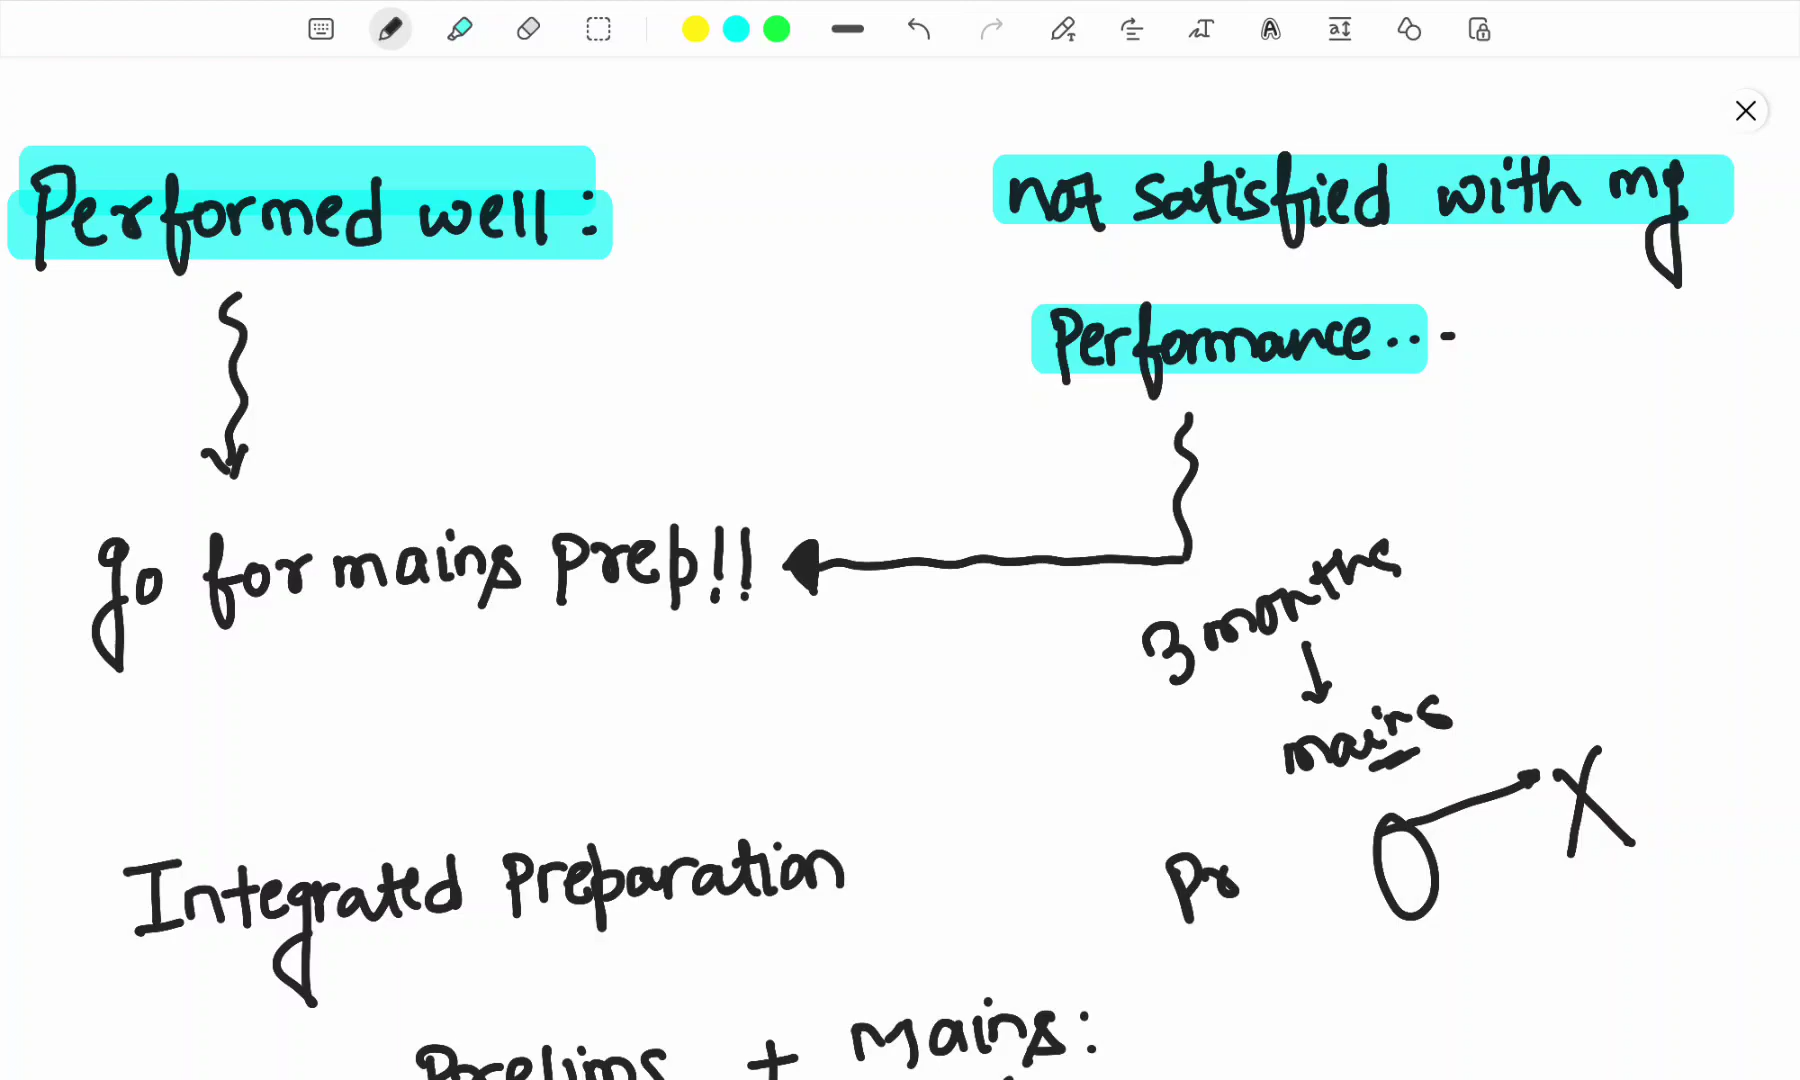 Performed well:
not satisfied with my
Performance...
go for mains prep!!
3 months
mains
Pr
Integrated Preparation
Prelims + Mains: